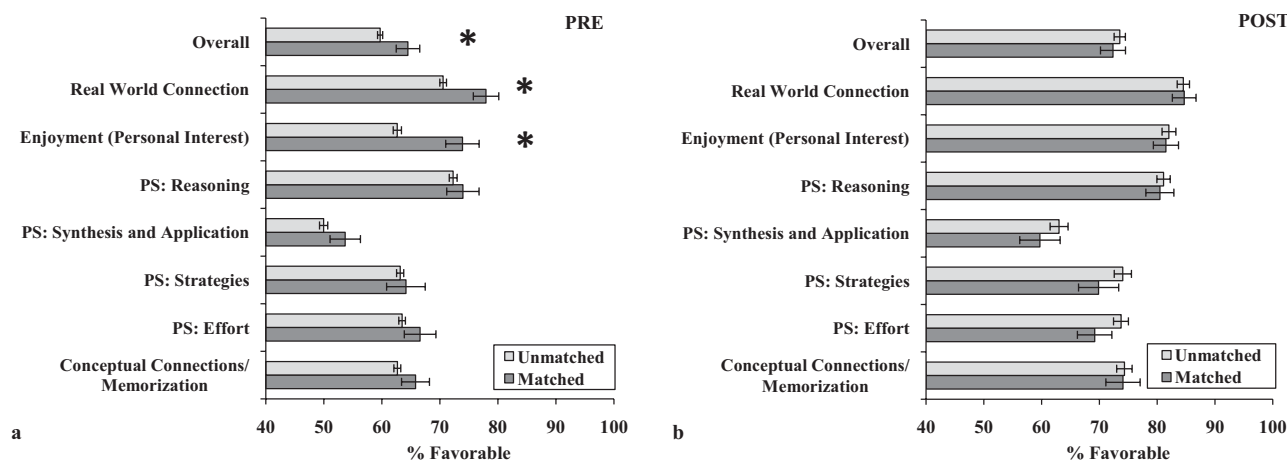 PRE
Overall
*
Real World Connection
*
Enjoyment (Personal Interest)
*
PS: Reasoning
PS: Synthesis and Application
PS: Strategies
PS: Effort
Conceptual Connections/
Memorization
Unmatched
Matched
40 50 60 70 80 90 100
a
% Favorable
POST
Overall
Real World Connection
Enjoyment (Personal Interest)
PS: Reasoning
PS: Synthesis and Application
PS: Strategies
PS: Effort
Conceptual Connections/
Memorization
Unmatched
Matched
40 50 60 70 80 90 100
b
% Favorable